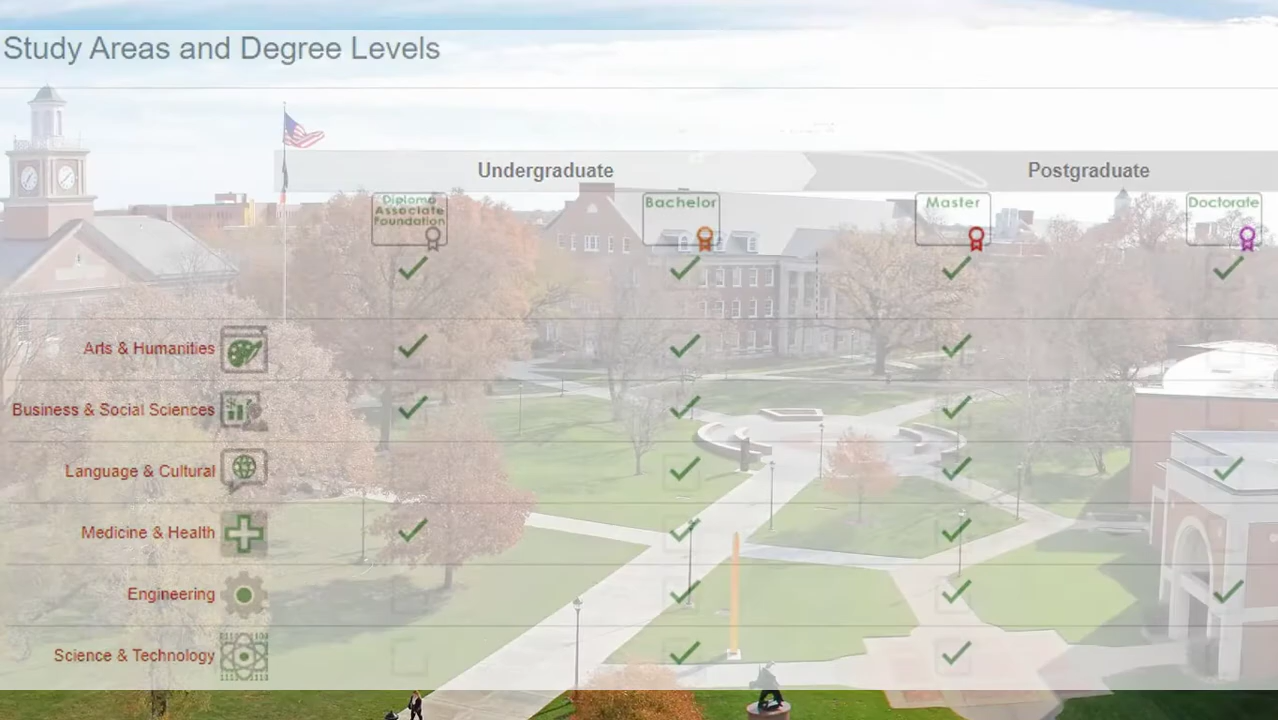 Study Areas and Degree Levels
Undergraduate Postgraduate
Diploma
Associate
Foundation
Bachelor
Master
Doctorate
Arts & Humanities
Business & Social Sciences
Language & Cultural
Medicine & Health
Engineering
Science & Technology